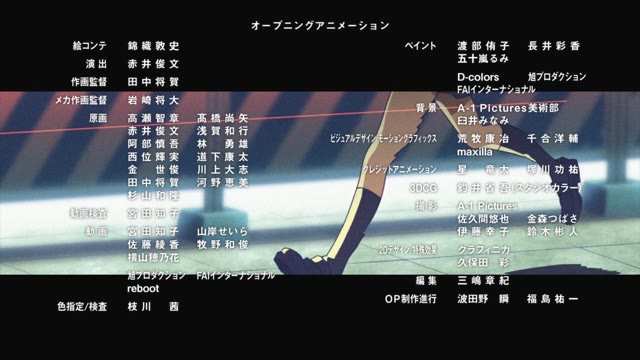 オープニングアニメーション
絵コンテ 錦織敦史
演出 赤井俊文
作画監督 田中将賀
メカ作画監督 岩崎将大
原画 高瀬智章 髙橋尚矢
赤井俊文 浅賀和行
阿部慎吾 林 勇雄
西位輝実 道下康太
金 世俊 川上大志
田中将賀 河野恵美
杉山和隆
動画検査 宮田知子
動画 宮田知子 山岸せいら
佐藤綾香 牧野和俊
横山穂乃花
旭プロダクション FAIインターナショナル
reboot
色指定/検査 枝川 茜
ペイント 渡部侑子 長井彩香
五十嵐るみ
D-colors 旭プロダクション
FAIインターナショナル
背景 A-1 Pictures美術部
臼井みなみ
ビジュアルデザイン/モーショングラフィックス 荒牧康治 千合洋輔
maxilla
クレジットアニメーション 星 竜太 塚川功祐
3DCG 釣井省吾(スタジオカラー)
撮影 A-1 Pictures
佐久間悠也 金森つばさ
伊藤幸子 鈴木彬人
2Dデザイン/特殊効果 グラフィニカ
久保田 彩
編集 三嶋章紀
OP制作進行 波田野 瞬 福島祐一